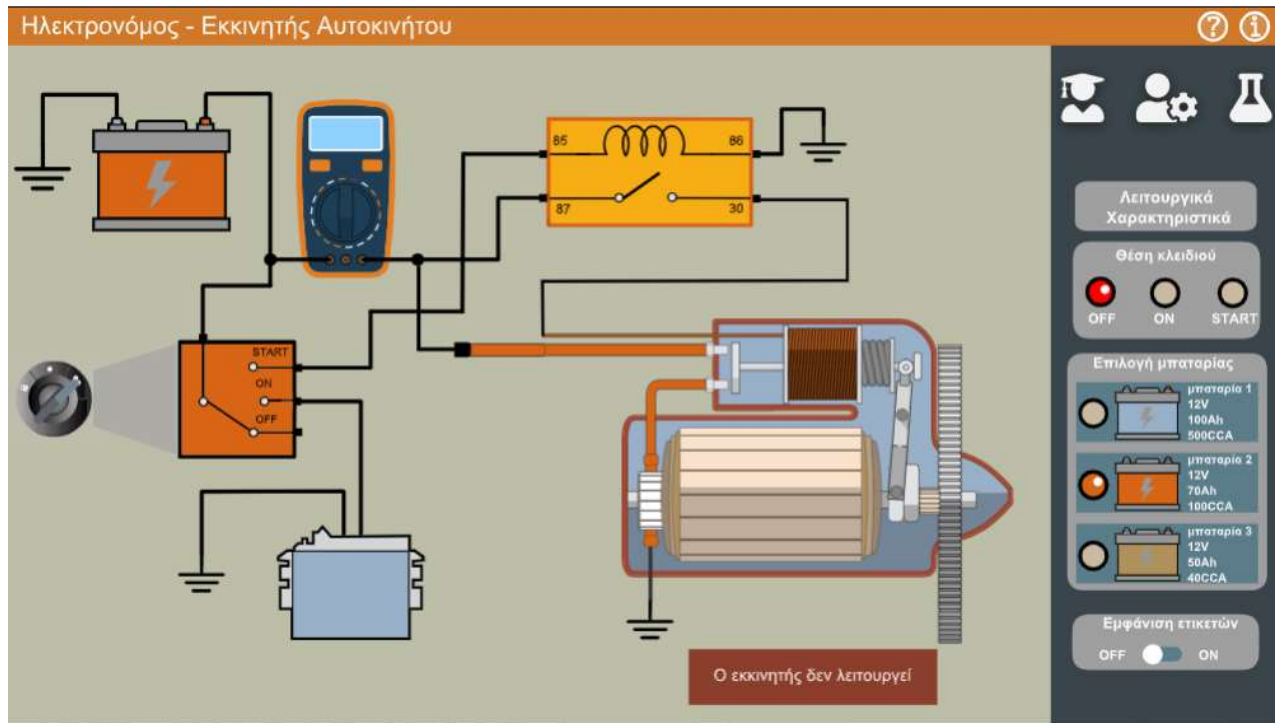 Ηλεκτρονόμος - Εκκινητής Αυτοκινήτου
85
86
87
30
START
ON
OFF
Ο εκκινητής δεν λειτουργεί
Λειτουργικά
Χαρακτηριστικά
Θέση κλειδιού
OFF ON START
Επιλογή μπαταρίας
μπαταρία 1
12V
100Ah
500CCA
μπαταρία 2
12V
70Ah
100CCA
μπαταρία 3
12V
50Ah
40CCA
Εμφάνιση ετικετών
OFF ON